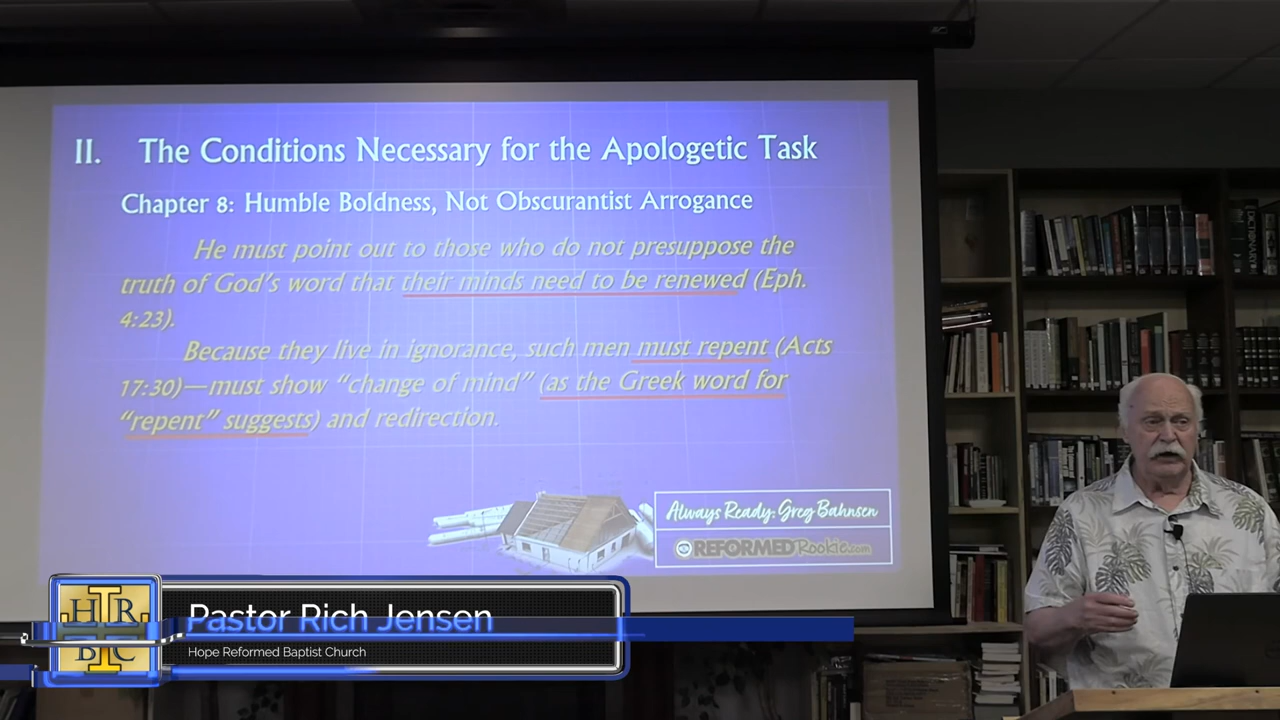 II. The Conditions Necessary for the Apologetic Task
Chapter 8: Humble Boldness, Not Obscurantist Arrogance
He must point out to those who do not presuppose the
truth of God's word that their minds need to be renewed (Eph.
4:23).
Because they live in ignorance, such men must repent (Acts
17:30)—must show "change of mind" (as the Greek word for
"repent" suggests) and redirection.
Always Ready: Greg Bahnsen
REFORMEDRookie.com
DICTIONARY
H R
B C
Pastor Rich Jensen
Hope Reformed Baptist Church